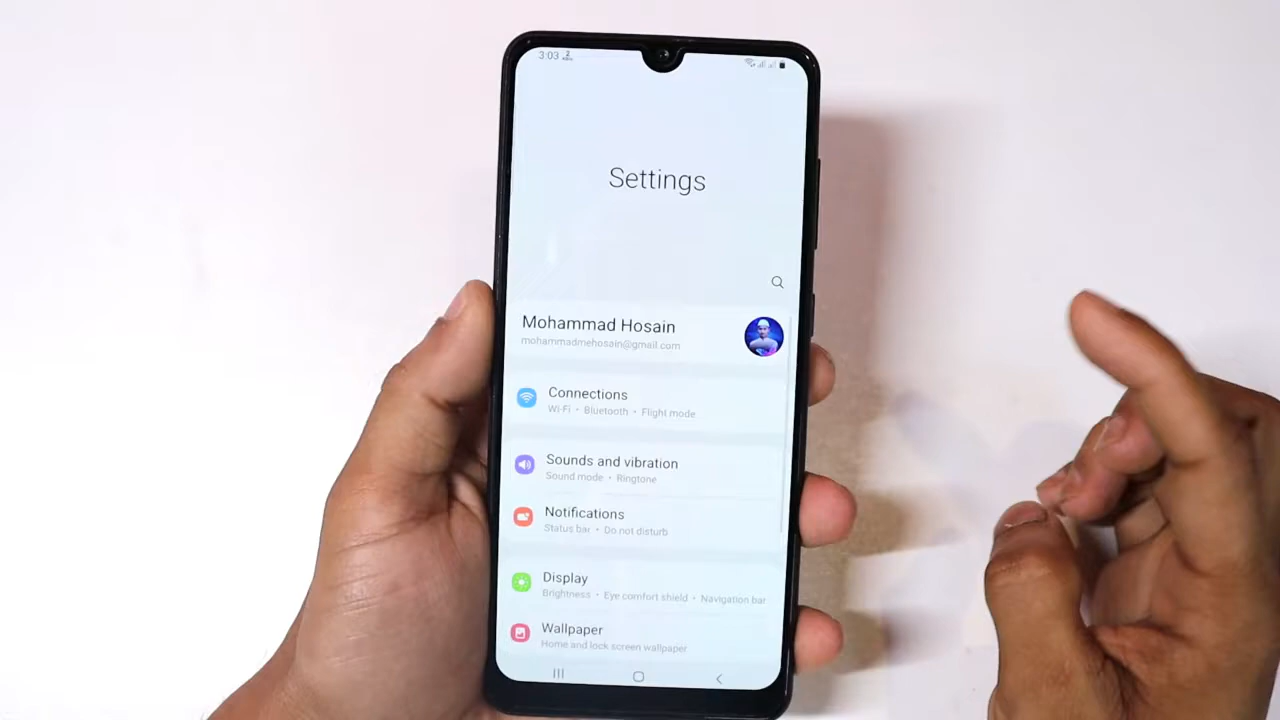 3:03
Settings
Mohammad Hosain
mohammadmehosain@gmail.com
Connections
Wi-Fi • Bluetooth • Flight mode
Sounds and vibration
Sound mode • Ringtone
Notifications
Status bar • Do not disturb
Display
Brightness • Eye comfort shield • Navigation bar
Wallpaper
Home and lock screen wallpaper